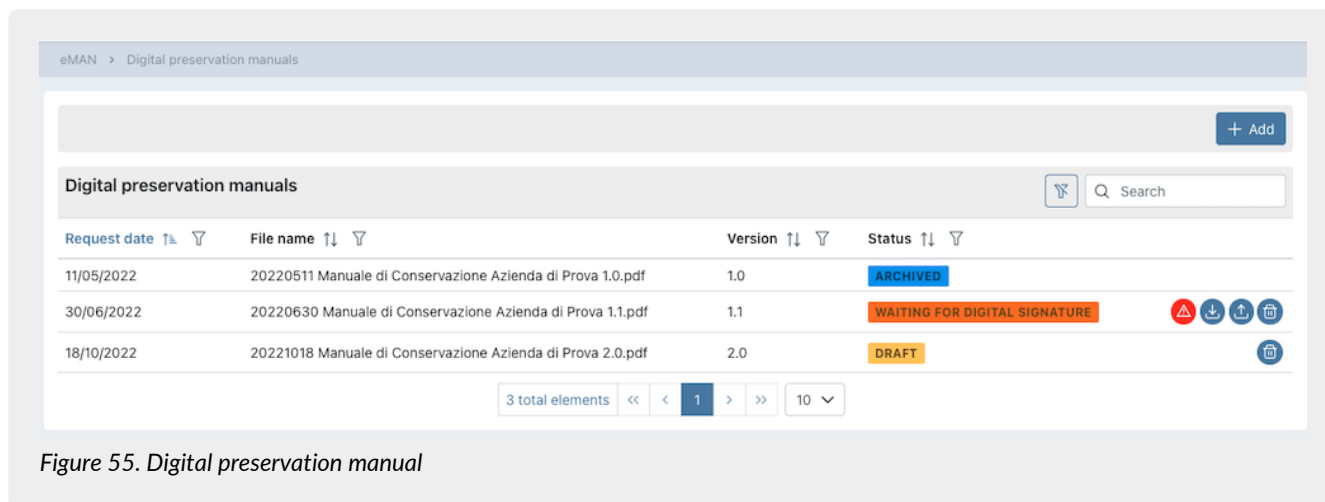 eMAN > Digital preservation manuals
+ Add
Digital preservation manuals
Search
Request date File name Version Status
11/05/2022 20220511 Manuale di Conservazione Azienda di Prova 1.0.pdf 1.0 ARCHIVED
30/06/2022 20220630 Manuale di Conservazione Azienda di Prova 1.1.pdf 1.1 WAITING FOR DIGITAL SIGNATURE
18/10/2022 20221018 Manuale di Conservazione Azienda di Prova 2.0.pdf 2.0 DRAFT
3 total elements << < 1 > >> 10
Figure 55. Digital preservation manual